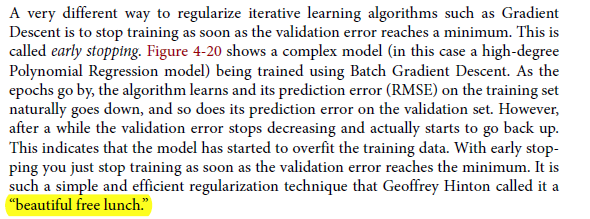 A very different way to regularize iterative learning algorithms such as Gradient
Descent is to stop training as soon as the validation error reaches a minimum. This is
called early stopping. Figure 4-20 shows a complex model (in this case a high-degree
Polynomial Regression model) being trained using Batch Gradient Descent. As the
epochs go by, the algorithm learns and its prediction error (RMSE) on the training set
naturally goes down, and so does its prediction error on the validation set. However,
after a while the validation error stops decreasing and actually starts to go back up.
This indicates that the model has started to overfit the training data. With early stop-
ping you just stop training as soon as the validation error reaches the minimum. It is
such a simple and efficient regularization technique that Geoffrey Hinton called it a
“beautiful free lunch.”